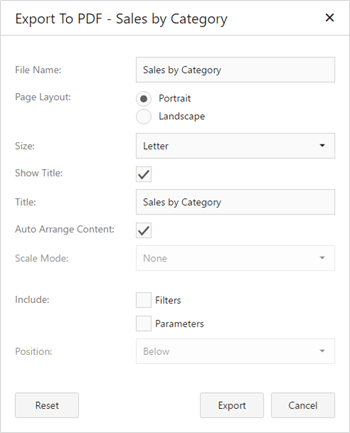 Export To PDF - Sales by Category
File Name: Sales by Category
Page Layout: Portrait
Landscape
Size: Letter
Show Title:
Title: Sales by Category
Auto Arrange Content:
Scale Mode: None
Include: Filters
Parameters
Position: Below
Reset Export Cancel